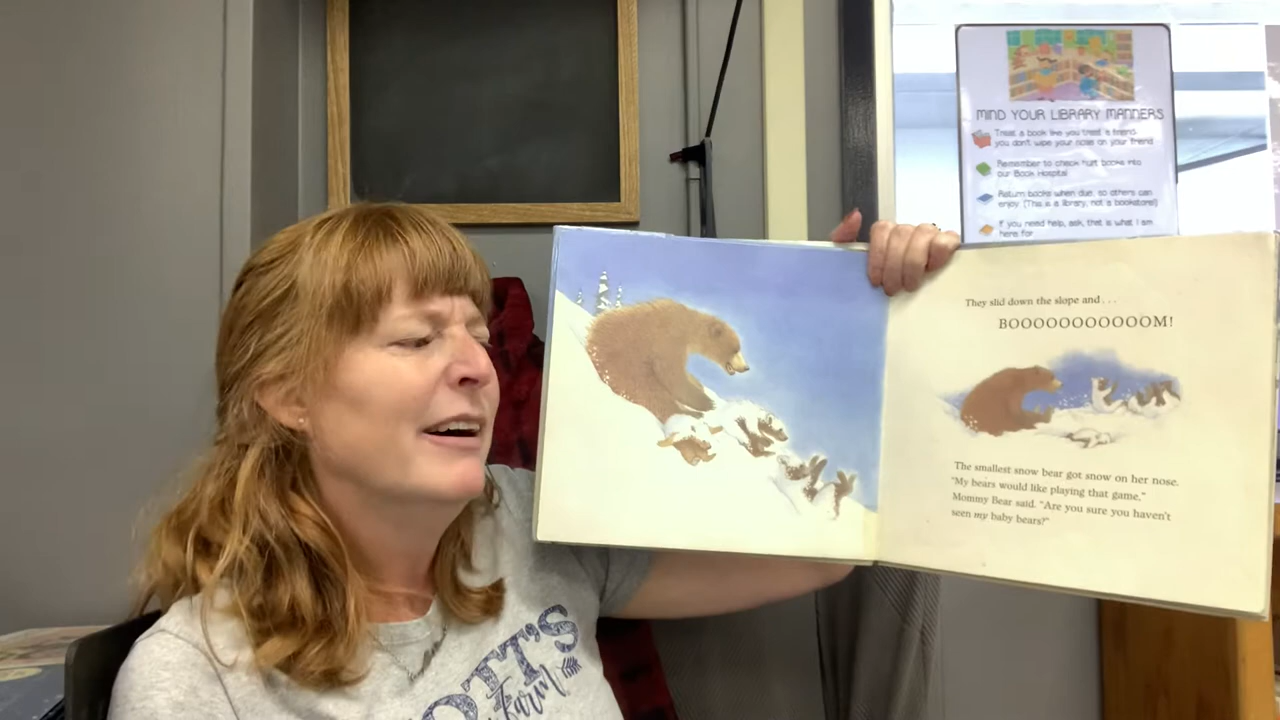 MIND YOUR LIBRARY MANNERS
Treat a book like you treat a friend,
you don't wipe your nose on your friend
Remember to check hurt books into
our Book Hospital
Return books when due, so others can
enjoy. (This is a library, not a bookstore!)
If you need help, ask, that is what I am
here for
They slid down the slope and . . .
BOOOOOOOOOOOM!
The smallest snow bear got snow on her nose.
"My bears would like playing that game,"
Mommy Bear said. "Are you sure you haven't
seen my baby bears?"
OTT'S
Farm